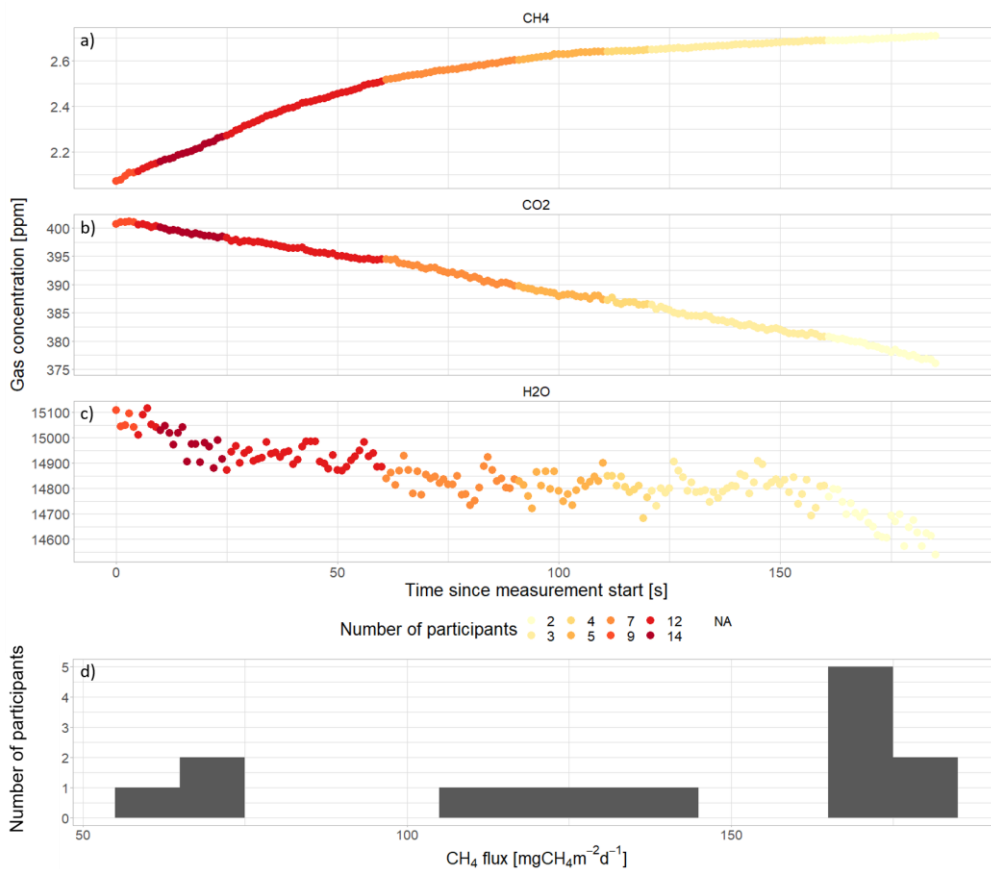 CH4
a)
2.6
2.4
2.2
CO2
b)
400
395
390
385
380
375
Gas concentration [ppm]
H2O
c)
15100
15000
14900
14800
14700
14600
0 50 100 150
Time since measurement start [s]
Number of participants 2 4 7 12 NA
3 5 9 14
d)
5
4
3
2
1
0
Number of participants
50 100 150
CH₄ flux [mgCH₄m⁻²d⁻¹]